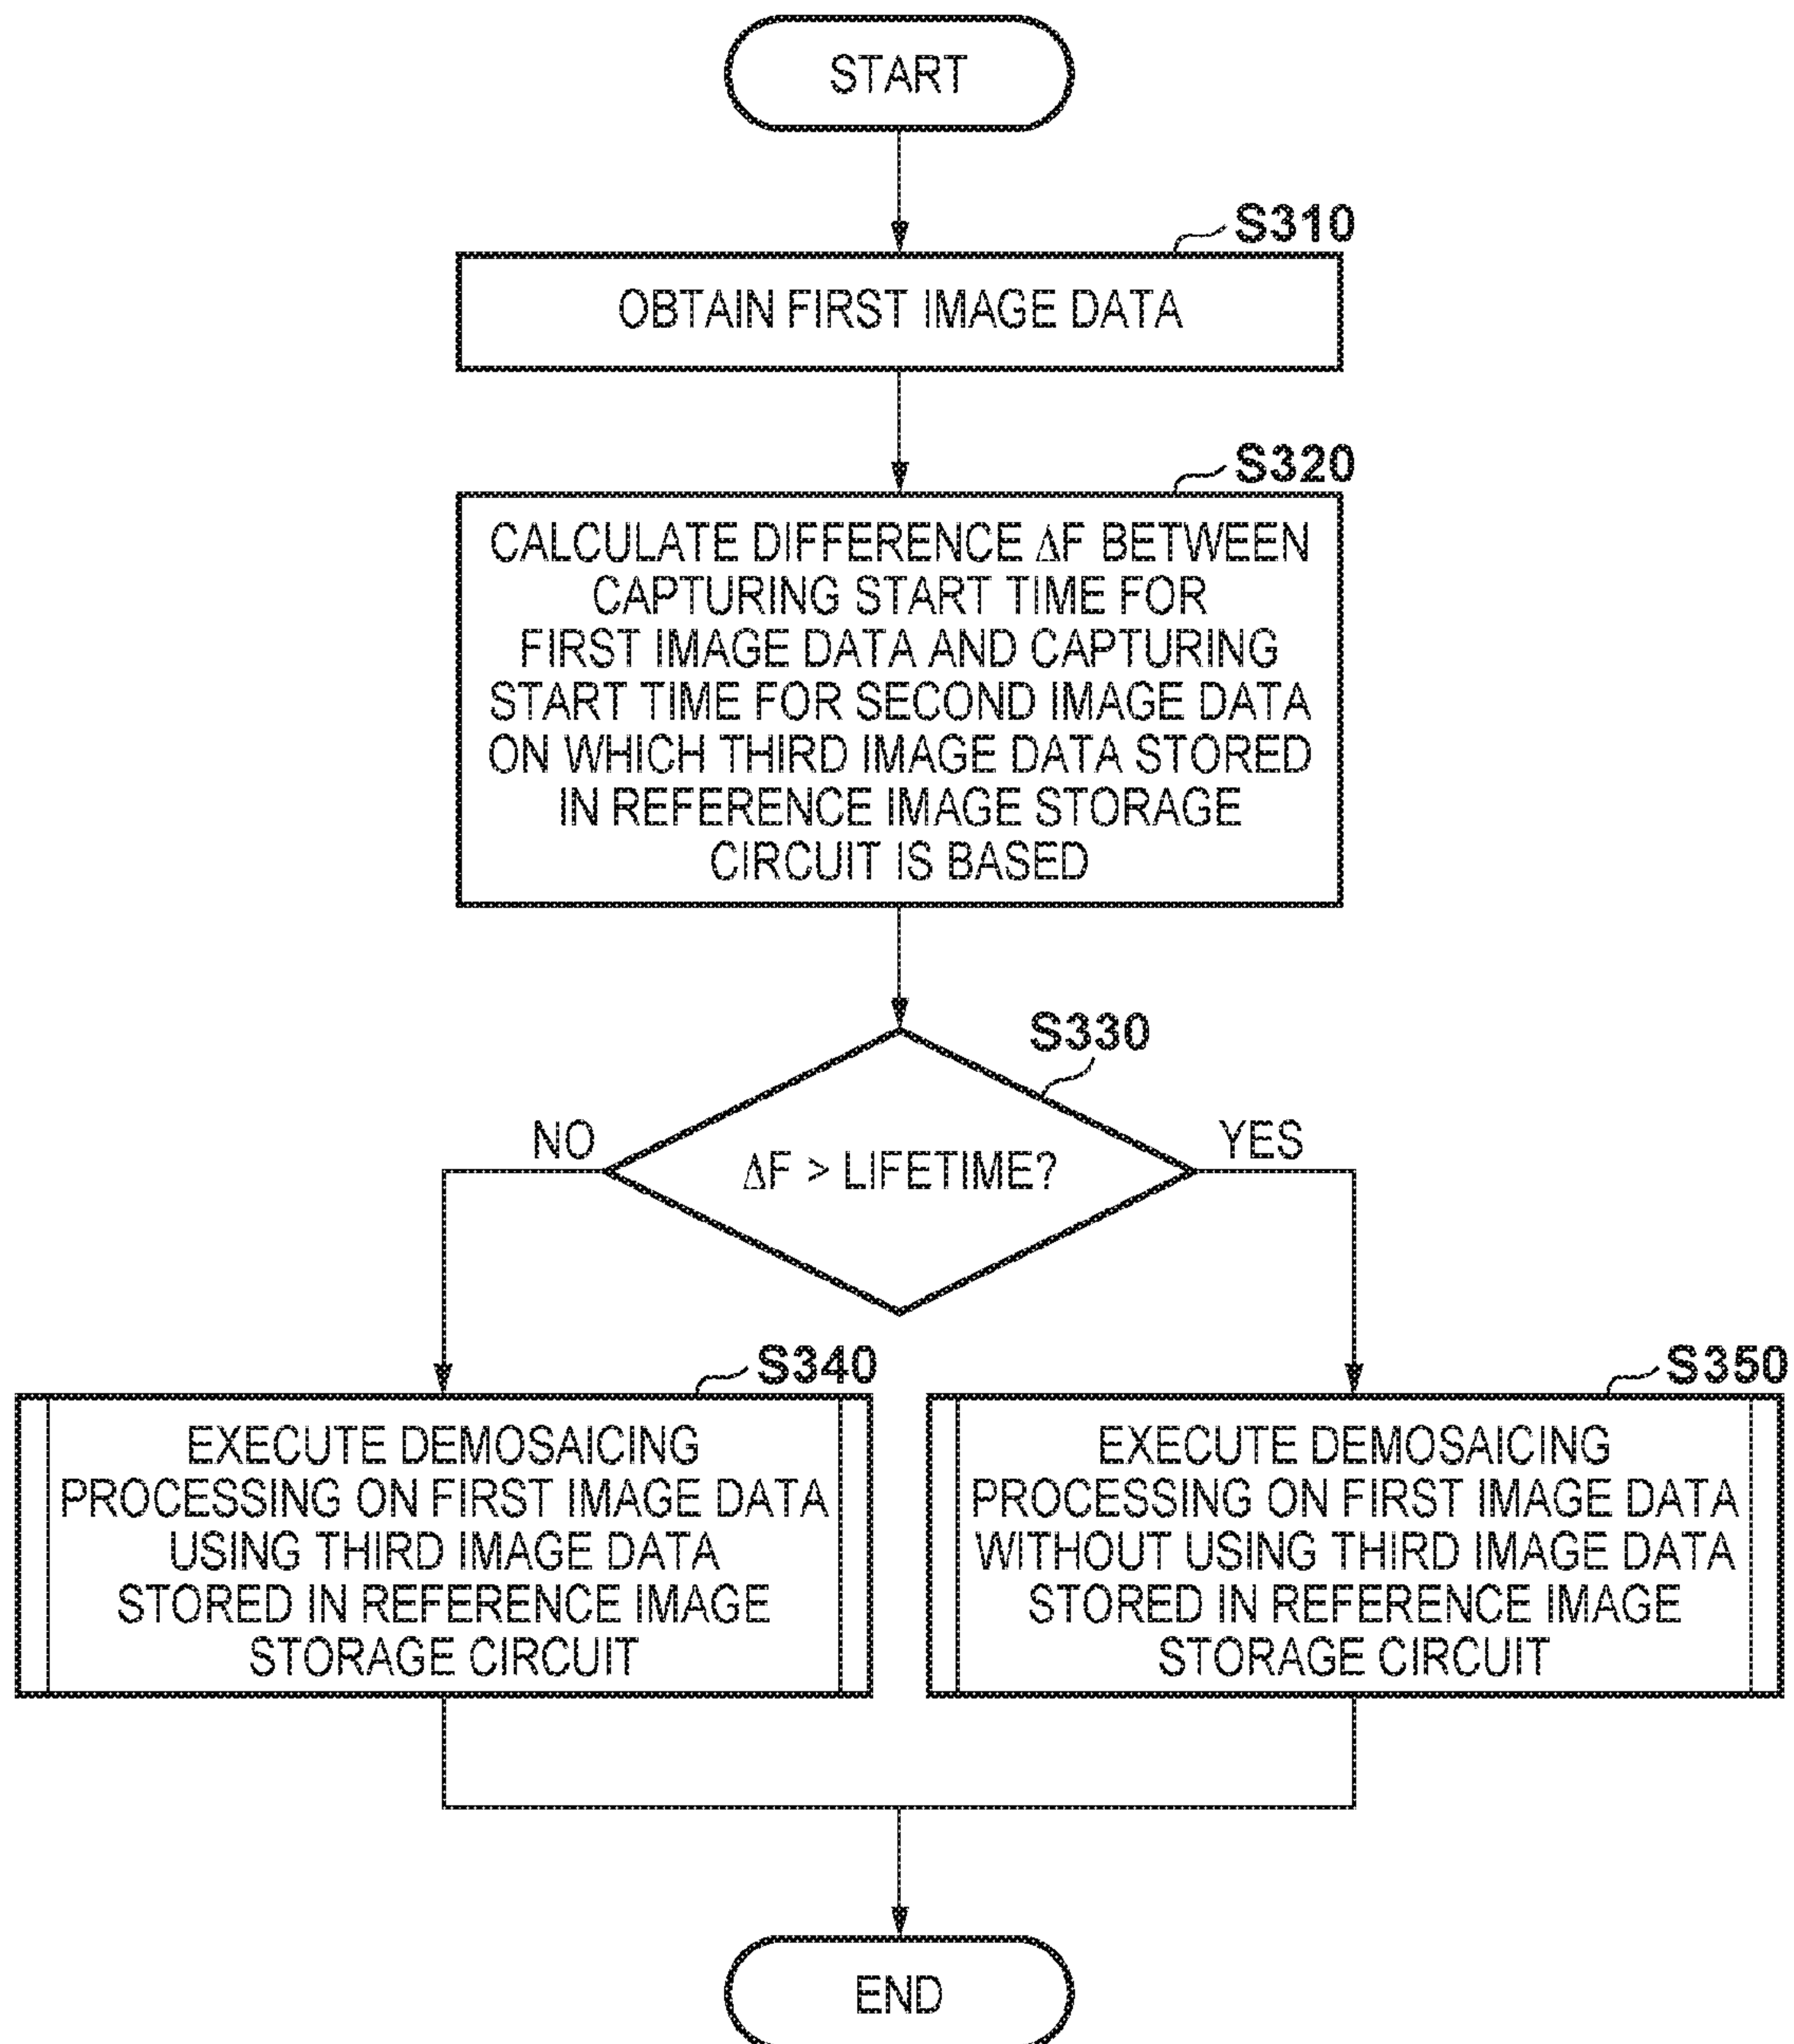 START
S310
OBTAIN FIRST IMAGE DATA
S320
CALCULATE DIFFERENCE ΔF BETWEEN
CAPTURING START TIME FOR
FIRST IMAGE DATA AND CAPTURING
START TIME FOR SECOND IMAGE DATA
ON WHICH THIRD IMAGE DATA STORED
IN REFERENCE IMAGE STORAGE
CIRCUIT IS BASED
S330
NO
YES
ΔF > LIFETIME?
S340
EXECUTE DEMOSAICING
PROCESSING ON FIRST IMAGE DATA
USING THIRD IMAGE DATA
STORED IN REFERENCE IMAGE
STORAGE CIRCUIT
S350
EXECUTE DEMOSAICING
PROCESSING ON FIRST IMAGE DATA
WITHOUT USING THIRD IMAGE DATA
STORED IN REFERENCE IMAGE
STORAGE CIRCUIT
END